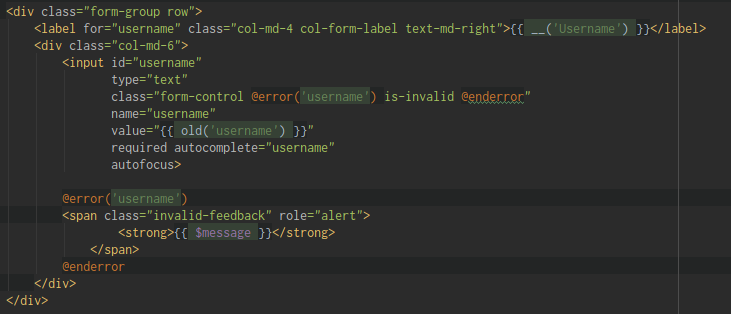 <div class="form-group row">
    <label for="username" class="col-md-4 col-form-label text-md-right">{{ __('Username') }}</label>
    <div class="col-md-6">
        <input id="username"
               type="text"
               class="form-control @error('username') is-invalid @enderror"
               name="username"
               value="{{ old('username') }}"
               required autocomplete="username"
               autofocus>

        @error('username')
        <span class="invalid-feedback" role="alert">
                <strong>{{ $message }}</strong>
            </span>
        @enderror
    </div>
</div>